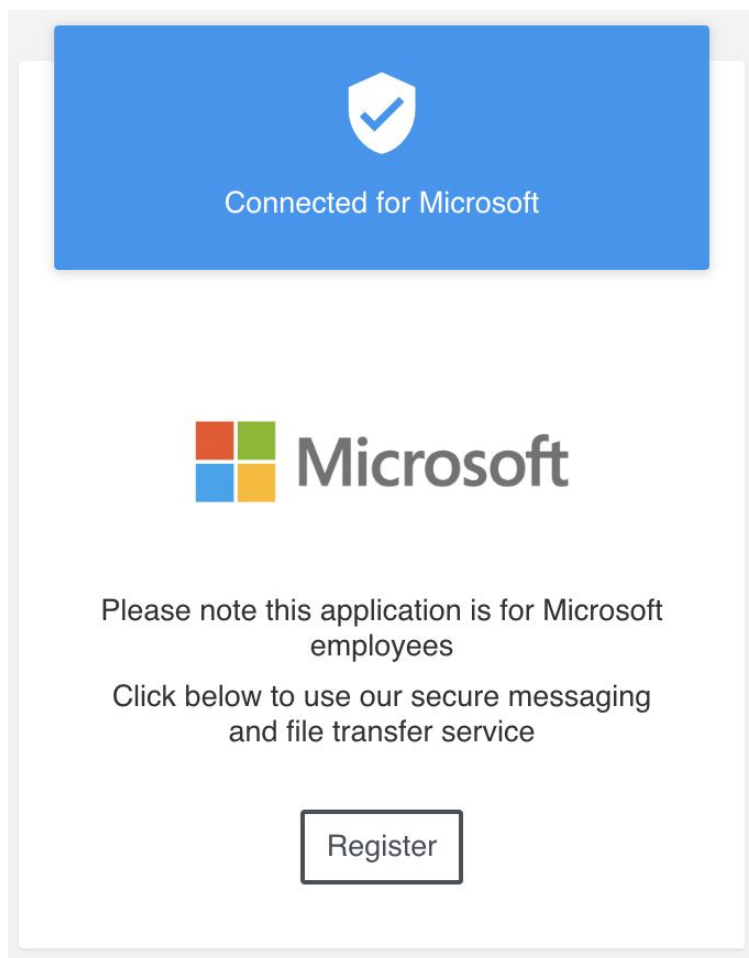 Connected for Microsoft
Microsoft
Please note this application is for Microsoft
employees
Click below to use our secure messaging
and file transfer service
Register